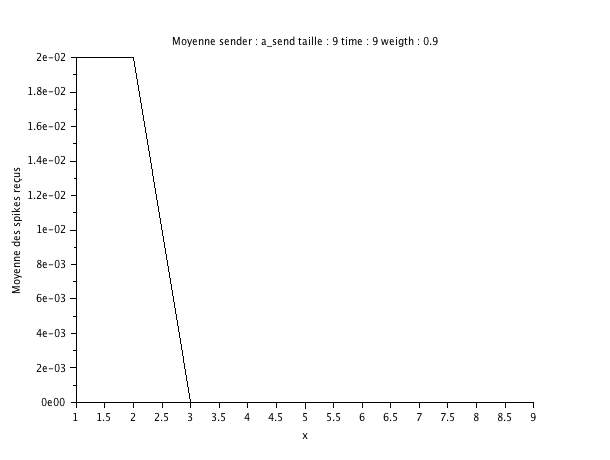 Moyenne sender : a_send taille : 9 time : 9 weigth : 0.9
2e-02
1.8e-02
1.6e-02
1.4e-02
1.2e-02
1e-02
8e-03
6e-03
4e-03
2e-03
0e00
Moyenne des spikes reçus
1 1.5 2 2.5 3 3.5 4 4.5 5 5.5 6 6.5 7 7.5 8 8.5 9
x